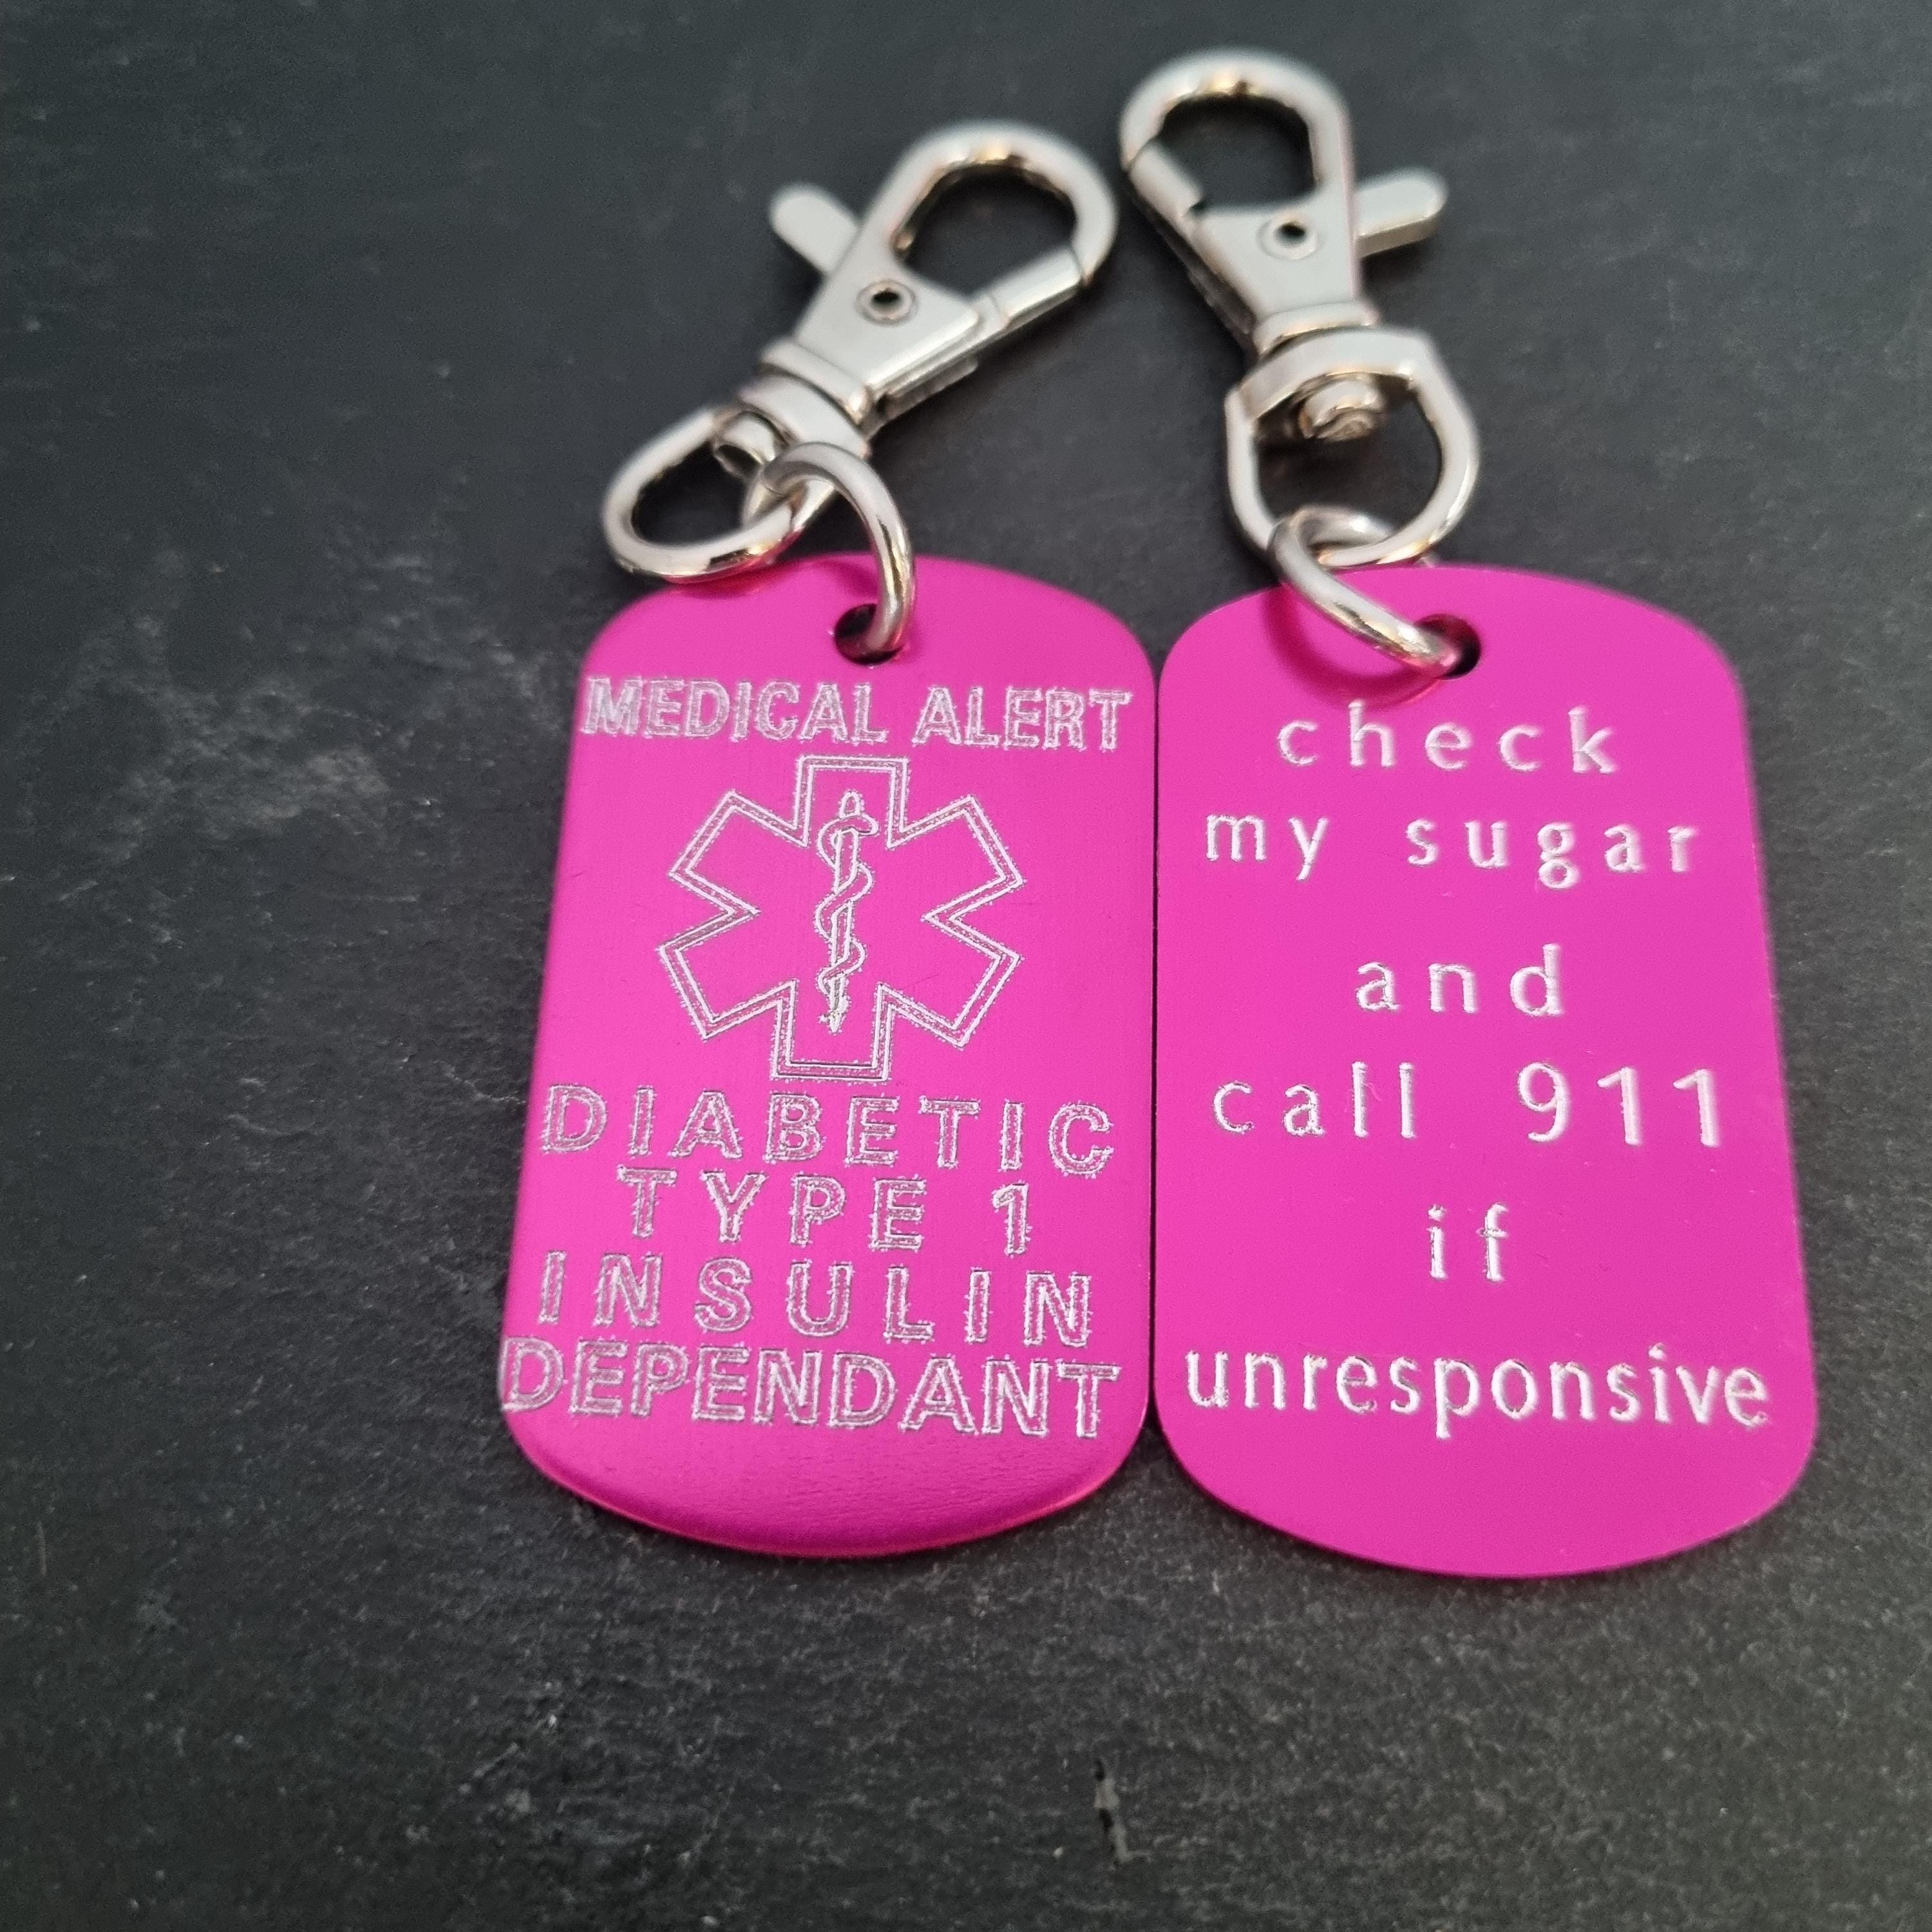 MEDICAL ALERT
DIABETIC
TYPE 1
INSULIN
DEPENDANT
check
my sugar
and
call 911
if
unresponsive